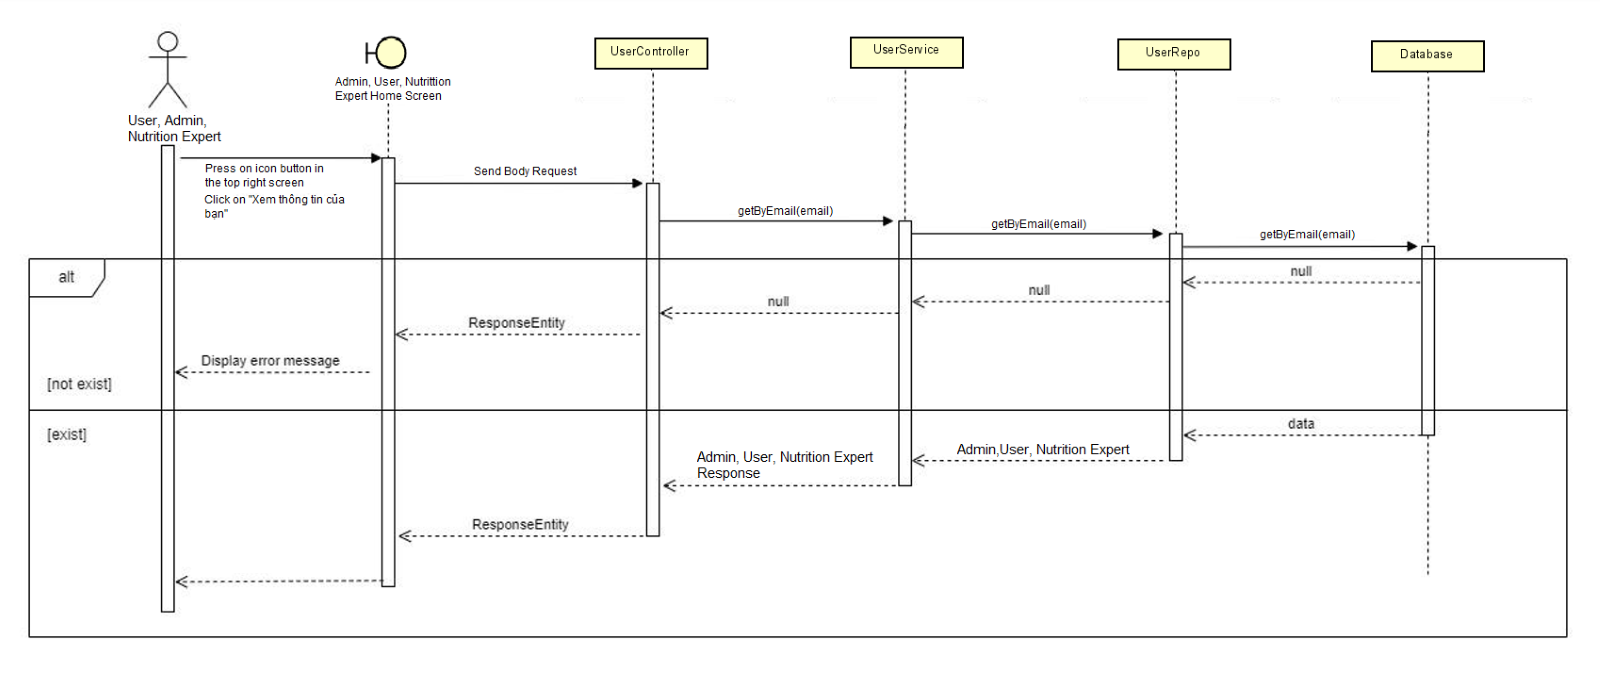 User, Admin,
Nutrition Expert
Admin, User, Nutrittion
Expert Home Screen
UserController
UserService
UserRepo
Database
Press on icon button in
the top right screen
Click on "Xem thông tin của
bạn"
Send Body Request
getByEmail(email)
getByEmail(email)
getByEmail(email)
alt
null
null
null
ResponseEntity
Display error message
[not exist]
[exist]
data
Admin,User, Nutrition Expert
Admin, User, Nutrition Expert
Response
ResponseEntity